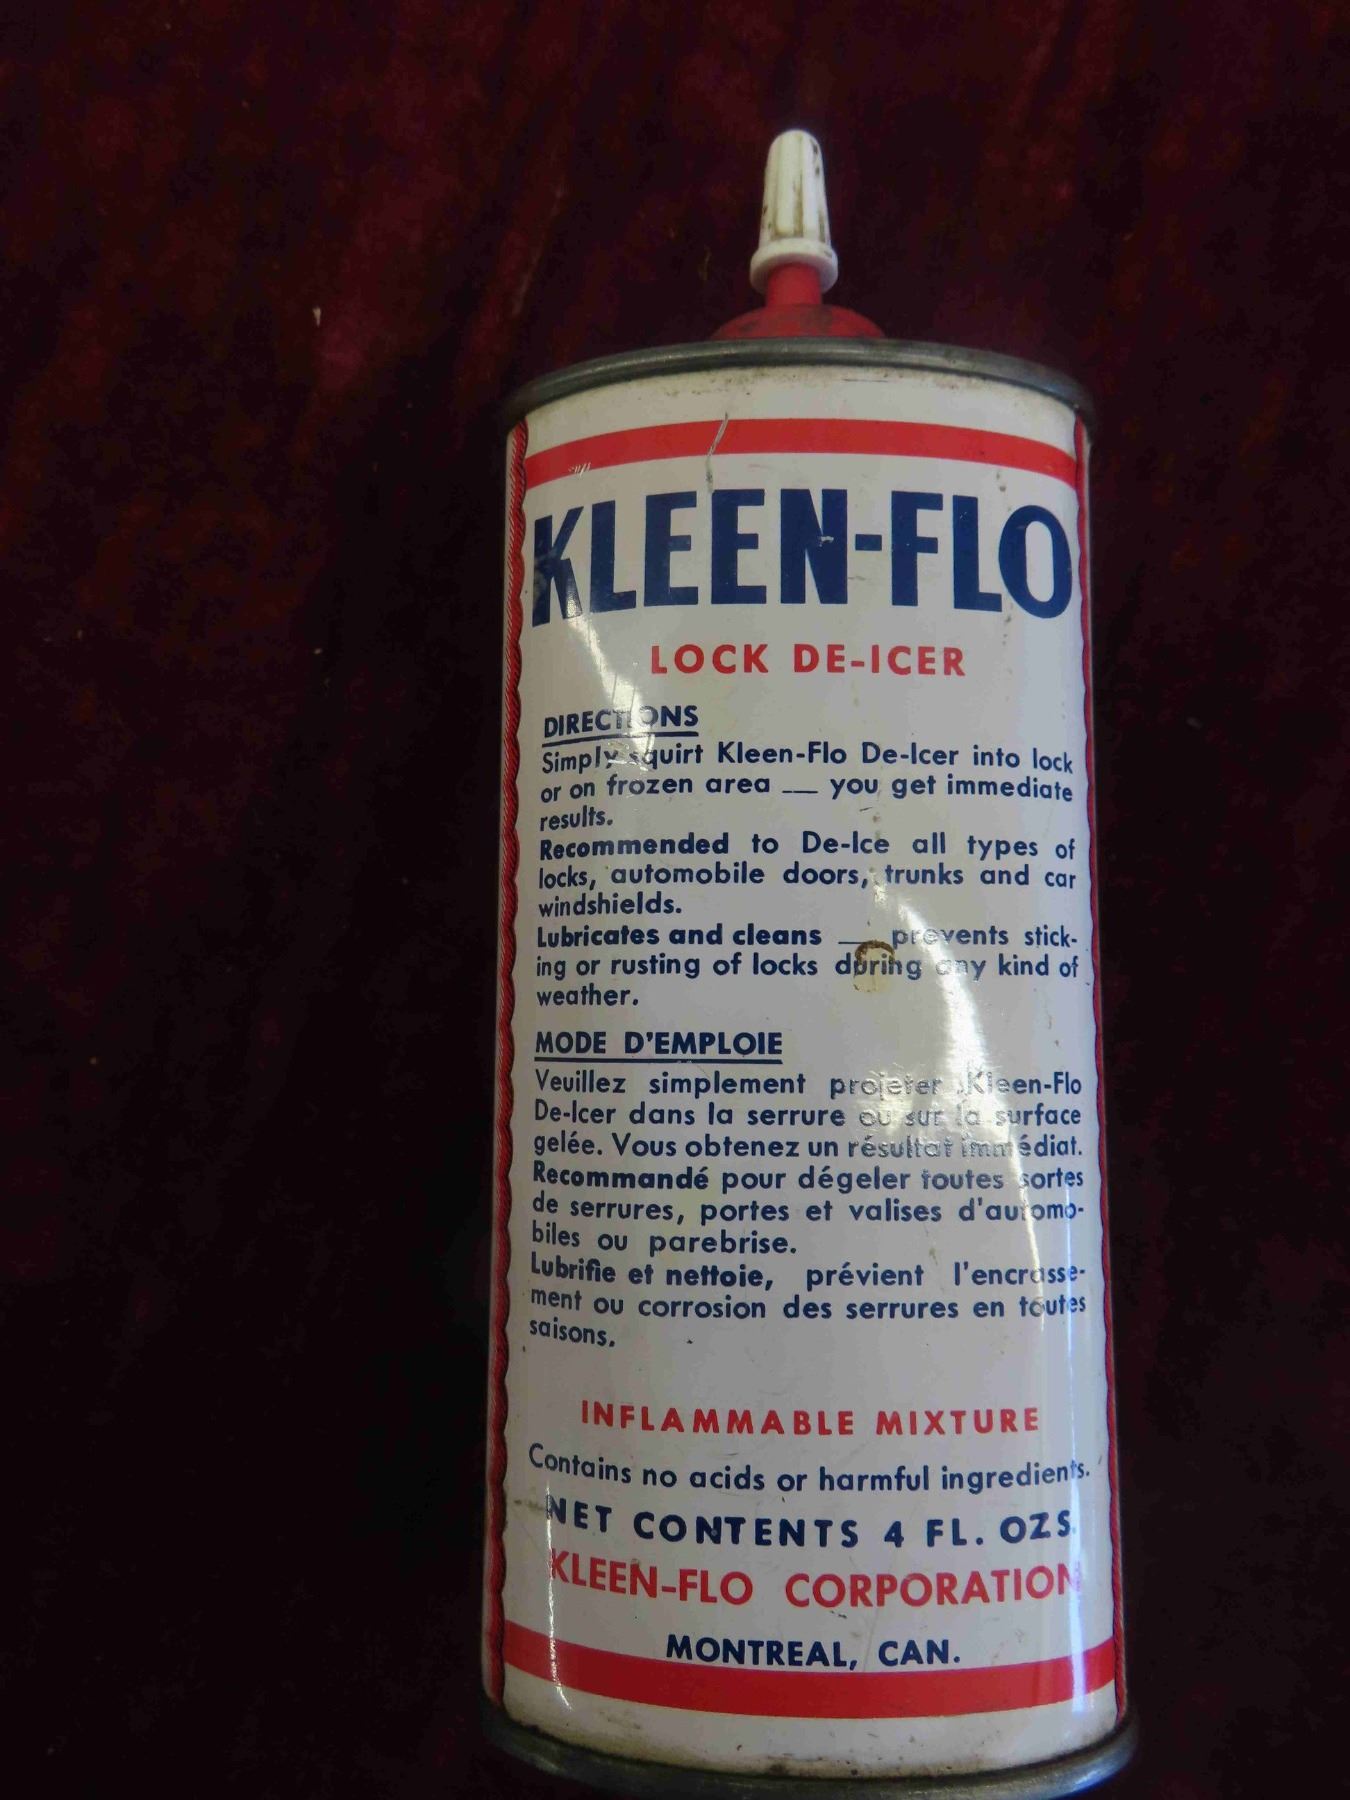 KLEEN-FLO
LOCK DE-ICER
DIRECTIONS
Simply squirt Kleen-Flo De-Icer into lock
or on frozen area — you get immediate
results.
Recommended to De-Ice all types of
locks, automobile doors, trunks and car
windshields.
Lubricates and cleans — prevents stick-
ing or rusting of locks during any kind of
weather.
MODE D'EMPLOIE
Veuillez simplement projeter Kleen-Flo
De-Icer dans la serrure ou sur la surface
gelée. Vous obtenez un résultat immédiat.
Recommandé pour dégeler toutes sortes
de serrures, portes et valises d'automo-
biles ou parebrise.
Lubrifie et nettoie, prévient l'encrasse-
ment ou corrosion des serrures en toutes
saisons.
INFLAMMABLE MIXTURE
Contains no acids or harmful ingredients.
NET CONTENTS 4 FL. OZS.
KLEEN-FLO CORPORATION
MONTREAL, CAN.